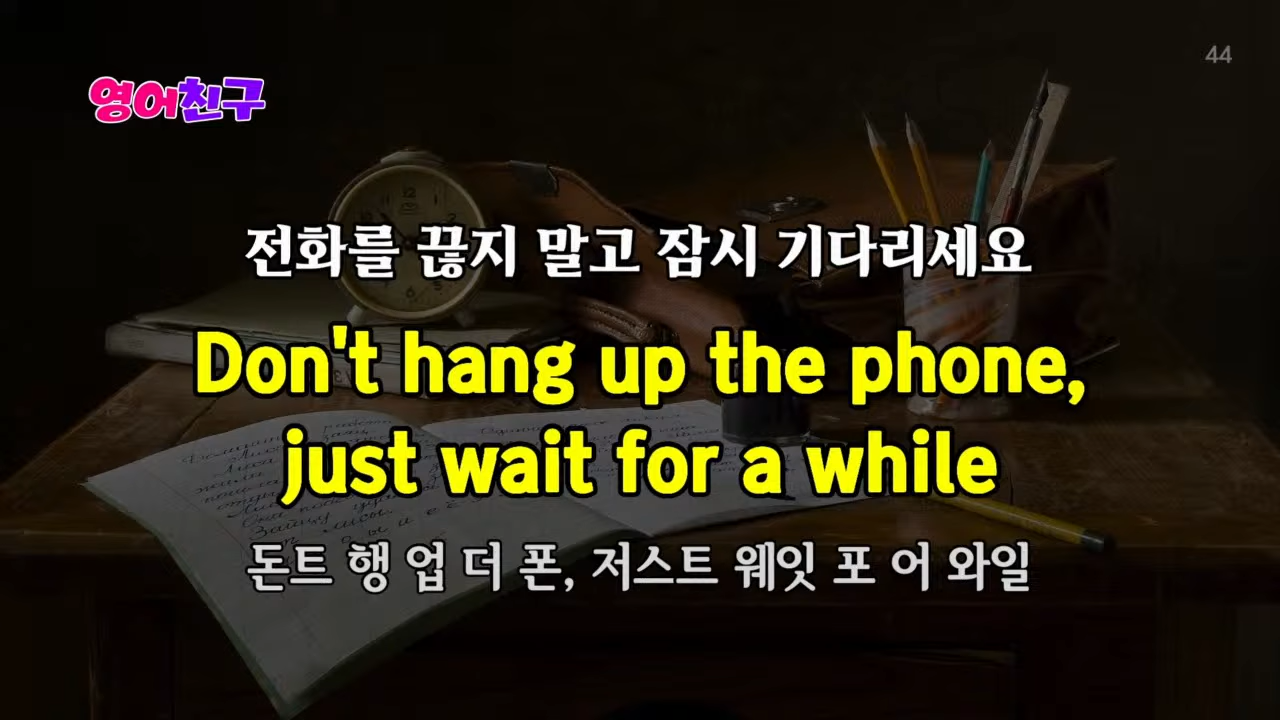 44
영어친구
전화를 끊지 말고 잠시 기다리세요
Don't hang up the phone,
just wait for a while
돈트 행 업 더 폰, 저스트 웨잇 포 어 와일